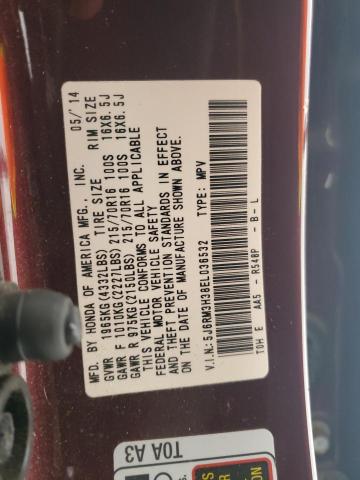 MFD. BY HONDA OF AMERICA MFG., INC. 05/'14
TIRE SIZE RIM SIZE
GVWR 1965KG(4332LBS)
GAWR F 1010KG(2227LBS) 215/70R16 100S 16X6.5J
GAWR R 975KG(2150LBS) 215/70R16 100S 16X6.5J
THIS VEHICLE CONFORMS TO ALL APPLICABLE
FEDERAL MOTOR VEHICLE SAFETY
AND THEFT PREVENTION STANDARDS IN EFFECT
ON THE DATE OF MANUFACTURE SHOWN ABOVE.
V.I.N.: 5J6RM3H38EL036532 TYPE: MPV
TOH E AA5 - R548P - B - L
T0A A3